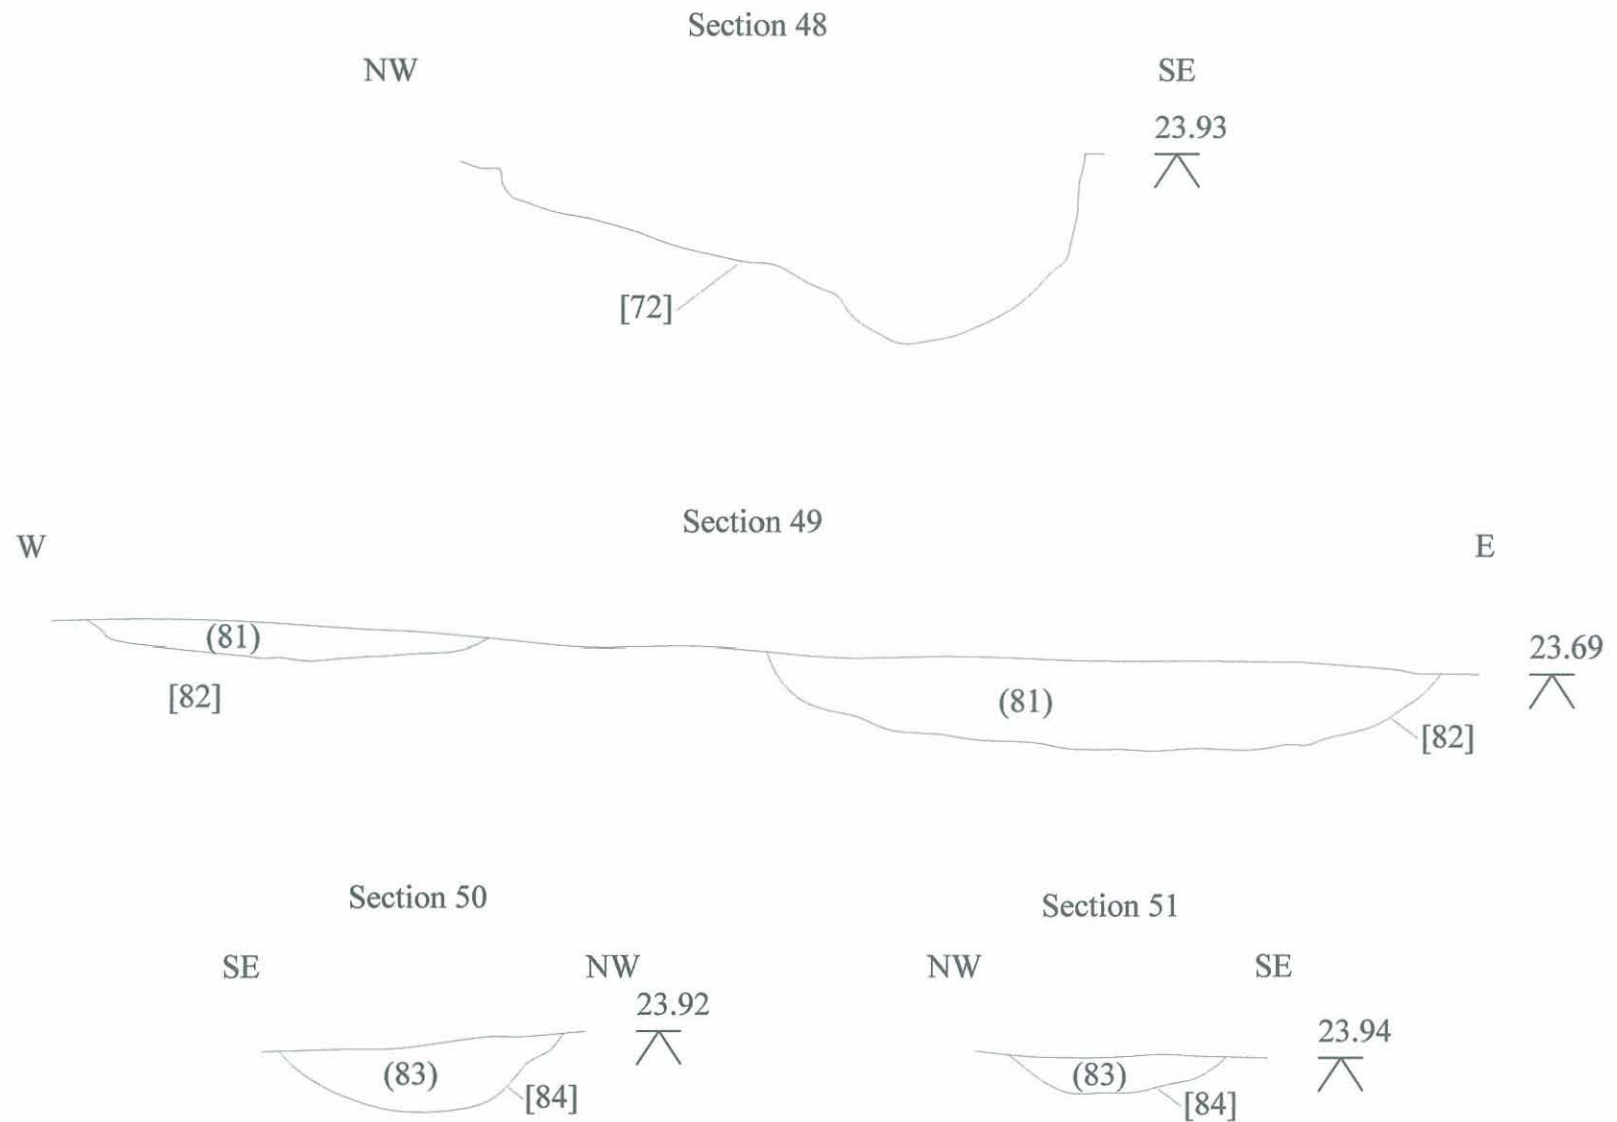 Section 48
NW SE
23.93
[72]
Section 49
W E
(81)
23.69
[82]
(81)
[82]
Section 50
SE NW
23.92
(83)
[84]
Section 51
NW SE
23.94
(83)
[84]